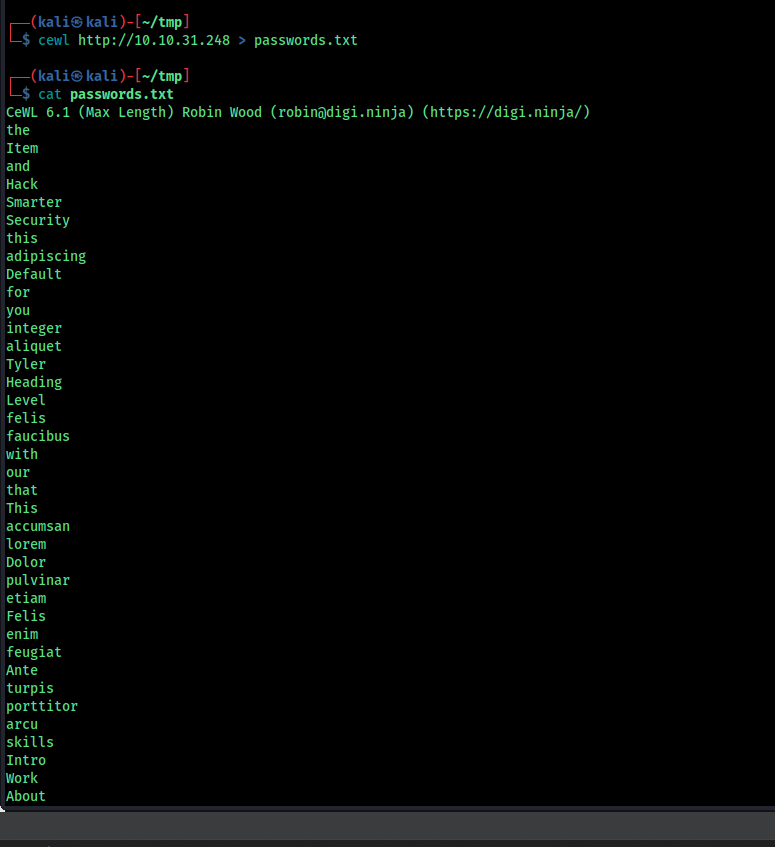 ┌──(kali㉿kali)-[~/tmp]
└─$ cewl http://10.10.31.248 > passwords.txt
┌──(kali㉿kali)-[~/tmp]
└─$ cat passwords.txt
CeWL 6.1 (Max Length) Robin Wood (robin@digi.ninja) (https://digi.ninja/)
the
Item
and
Hack
Smarter
Security
this
adipiscing
Default
for
you
integer
aliquet
Tyler
Heading
Level
felis
faucibus
with
our
that
This
accumsan
lorem
Dolor
pulvinar
etiam
Felis
enim
feugiat
Ante
turpis
porttitor
arcu
skills
Intro
Work
About